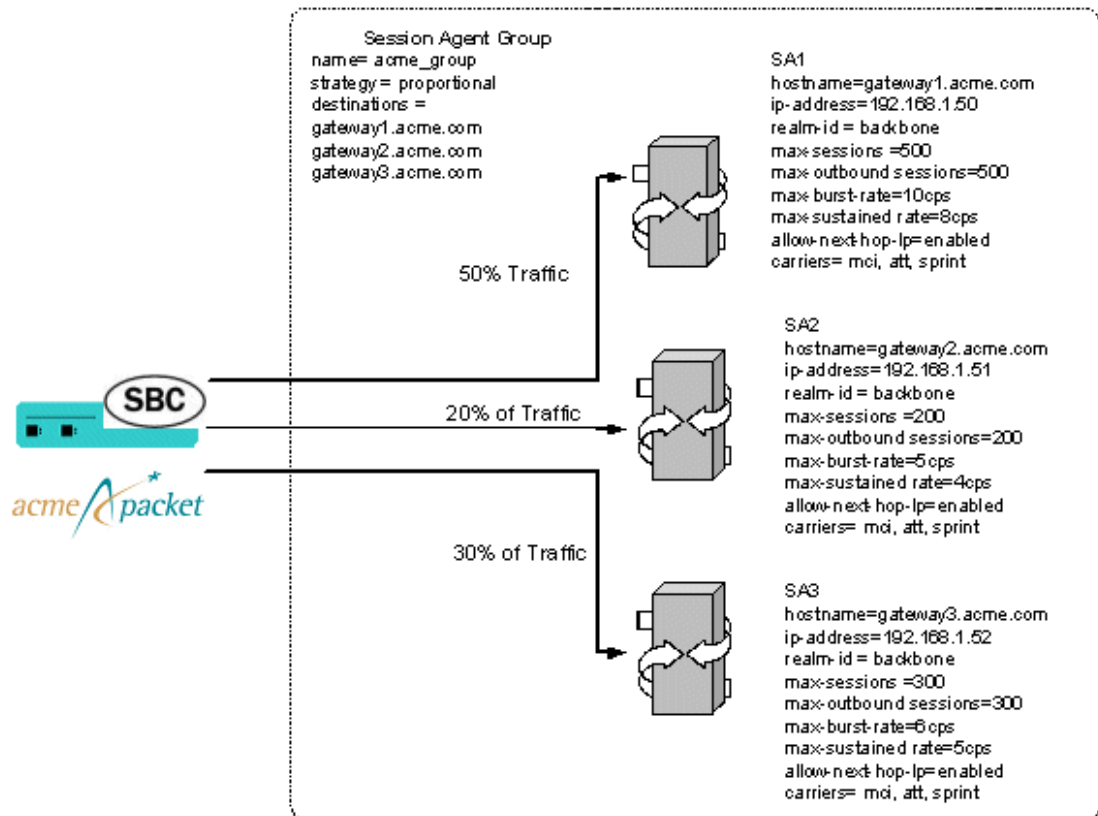 Session Agent Group
name= acme_group
strategy = proportional
destinations =
gateway1.acme.com
gateway2.acme.com
gateway3.acme.com
SA1
hostname=gateway1.acme.com
ip-address=192.168.1.50
realm-id = backbone
max-sessions =500
max-outbound sessions=500
max-burst-rate=10cps
max-sustained rate=8cps
allow-next-hop-lp=enabled
carriers= mci, att, sprint
50% Traffic
SA2
hostname=gateway2.acme.com
ip-address=192.168.1.51
realm-id = backbone
max-sessions =200
max-outbound sessions=200
max-burst-rate=5cps
max-sustained rate=4cps
allow-next-hop-lp=enabled
carriers= mci, att, sprint
SBC
20% of Traffic
acme packet
30% of Traffic
SA3
hostname=gateway3.acme.com
ip-address=192.168.1.52
realm-id = backbone
max-sessions =300
max-outbound sessions=300
max-burst-rate=6cps
max-sustained rate=5cps
allow-next-hop-lp=enabled
carriers= mci, att, sprint